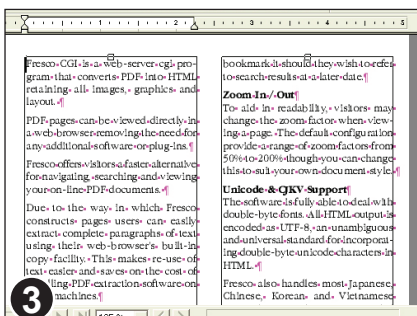 Fresco CGI is a web-server cgi pro-
gram that converts PDF into HTML
retaining all images, graphics and
layout.
PDF pages can be viewed directly in
a web browser removing the need for
any additional software or plug-ins.
Fresco offers visitors a faster alternative
for navigating, searching and viewing
your on-line PDF documents.
Due to the way in which Fresco
constructs pages users can easily
extract complete paragraphs of text
using their web-browser's built-in
copy facility. This makes re-use of
text easier and saves on the cost of
PDF extraction software on
machines.
bookmark it should they wish to refer
to search results at a later date.
Zoom In / Out
To aid in readability, visitors may
change the zoom factor when view-
ing a page. The default configuration
provide a range of zoom factors from
50% to 200% though you can change
this to suit your own document style.
Unicode & CJKV Support
The software is fully able to deal with
double-byte fonts. All HTML output is
encoded as UTF-8, an unambiguous
and universal standard for incorporat-
ing double-byte unicode characters in
HTML.
Fresco also handles most Japanese,
Chinese, Korean and Vietnamese
3